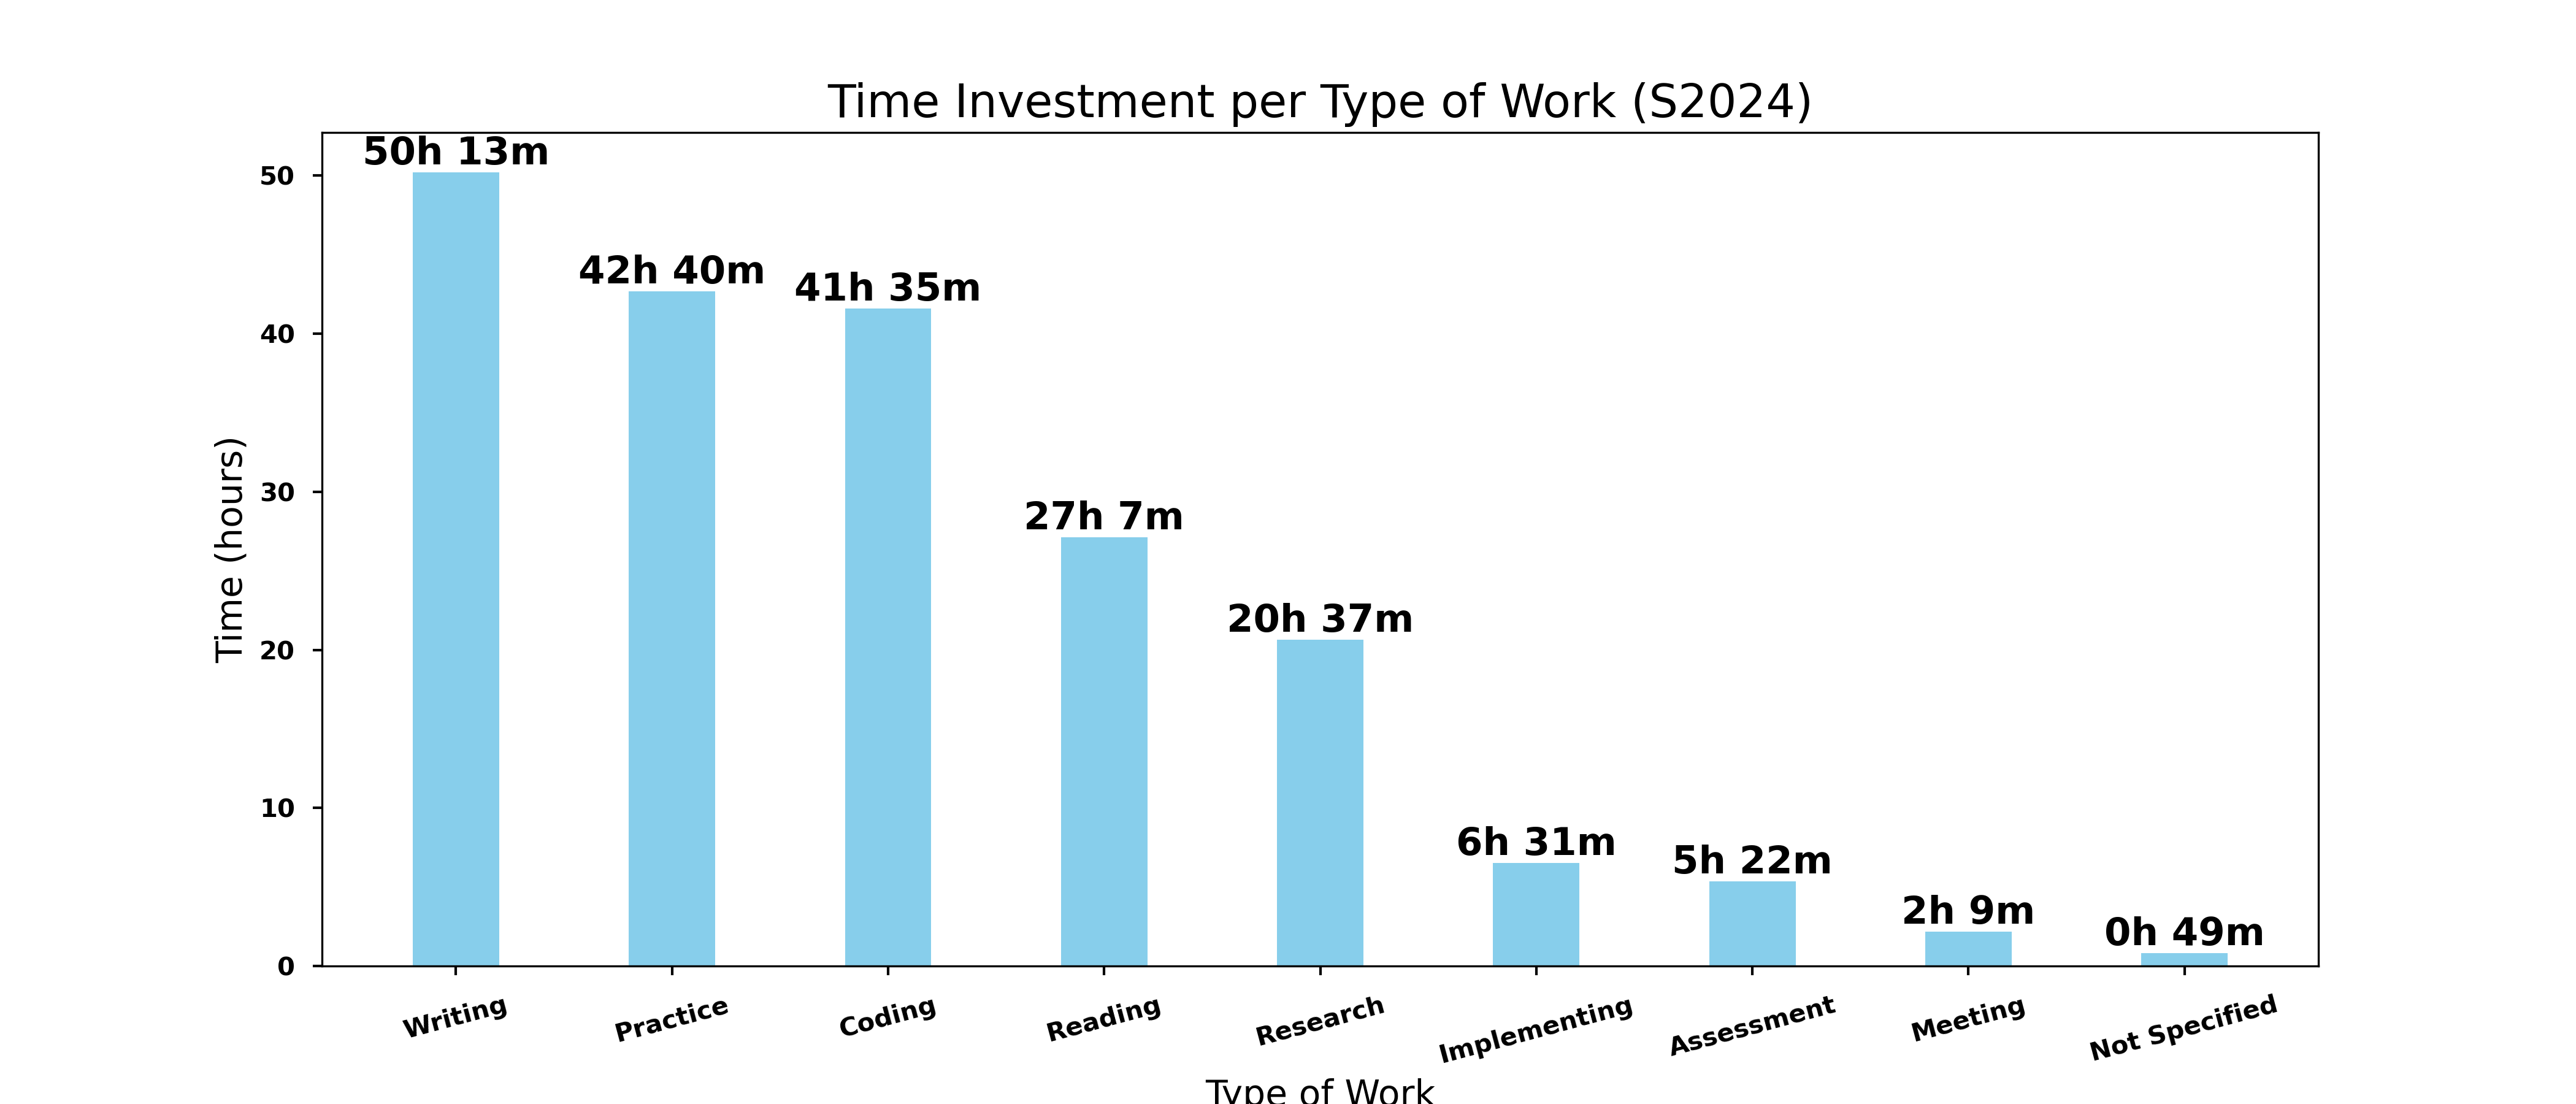 Time Investment per Type of Work (S2024)
50h 13m
42h 40m
41h 35m
27h 7m
20h 37m
6h 31m
5h 22m
2h 9m
0h 49m
Time (hours)
50
40
30
20
10
0
Writing
Practice
Coding
Reading
Research
Implementing
Assessment
Meeting
Not Specified
Type of Work